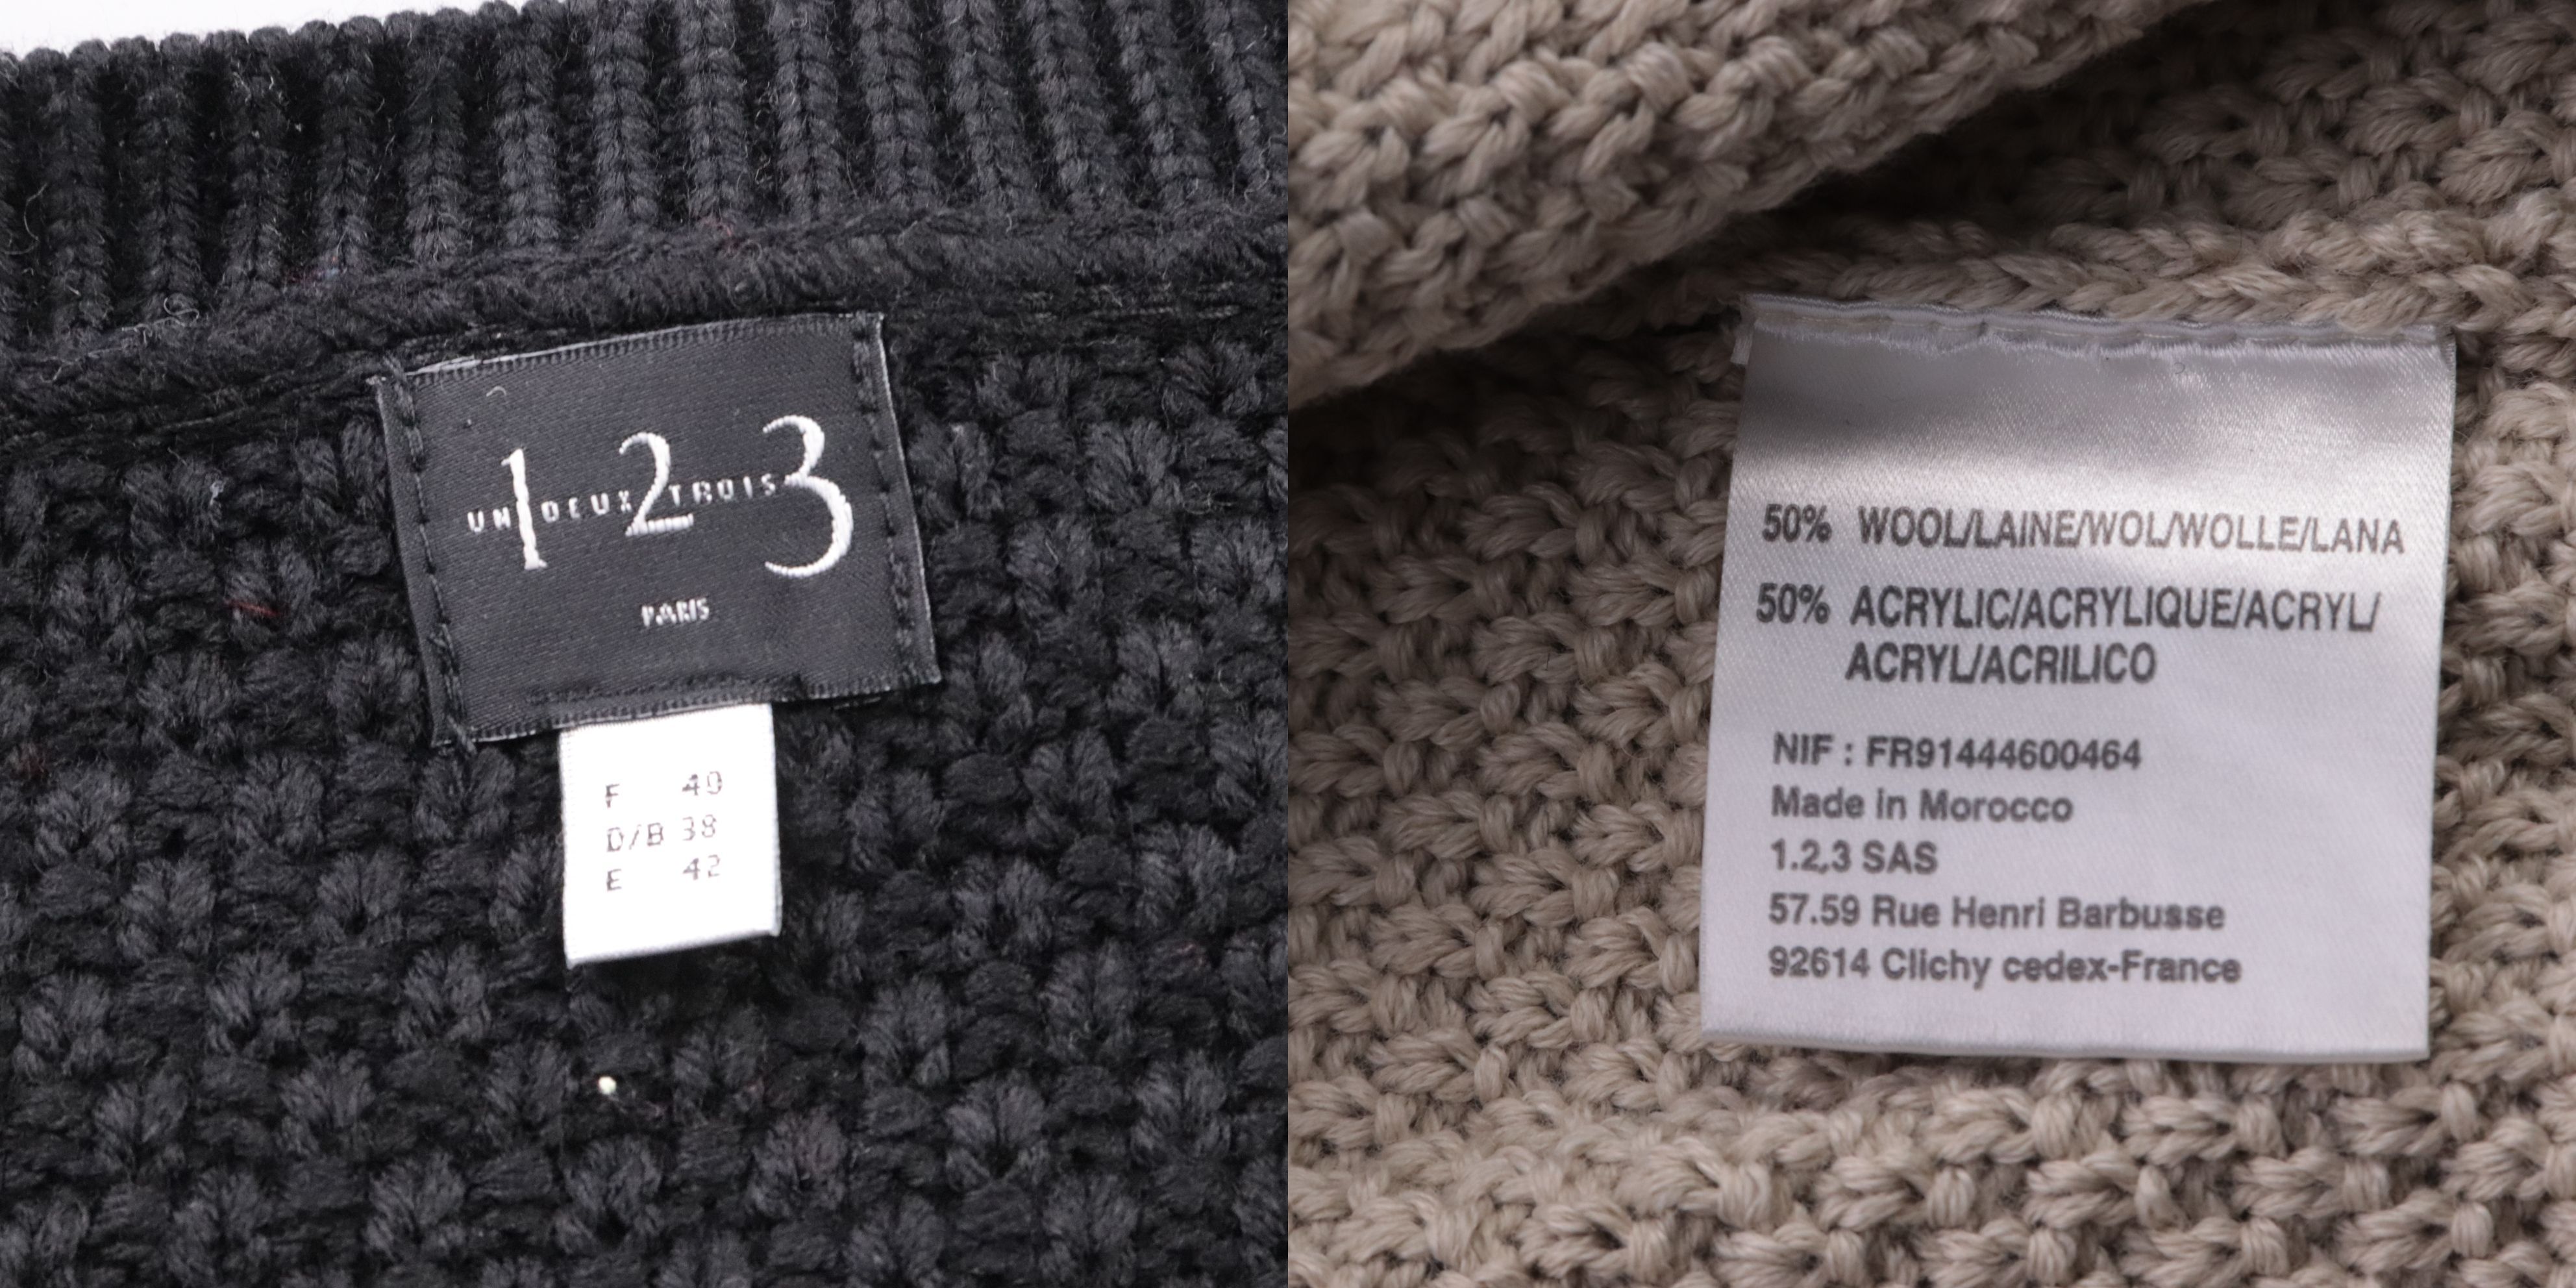 1 2 3
UN DEUX TROIS
PARIS
F 40
D/B 38
E 42
50% WOOL/LAINE/WOL/WOLLE/LANA
50% ACRYLIC/ACRYLIQUE/ACRYL/
ACRYL/ACRILICO
NIF : FR91444600464
Made in Morocco
1.2,3 SAS
57.59 Rue Henri Barbusse
92614 Clichy cedex-France